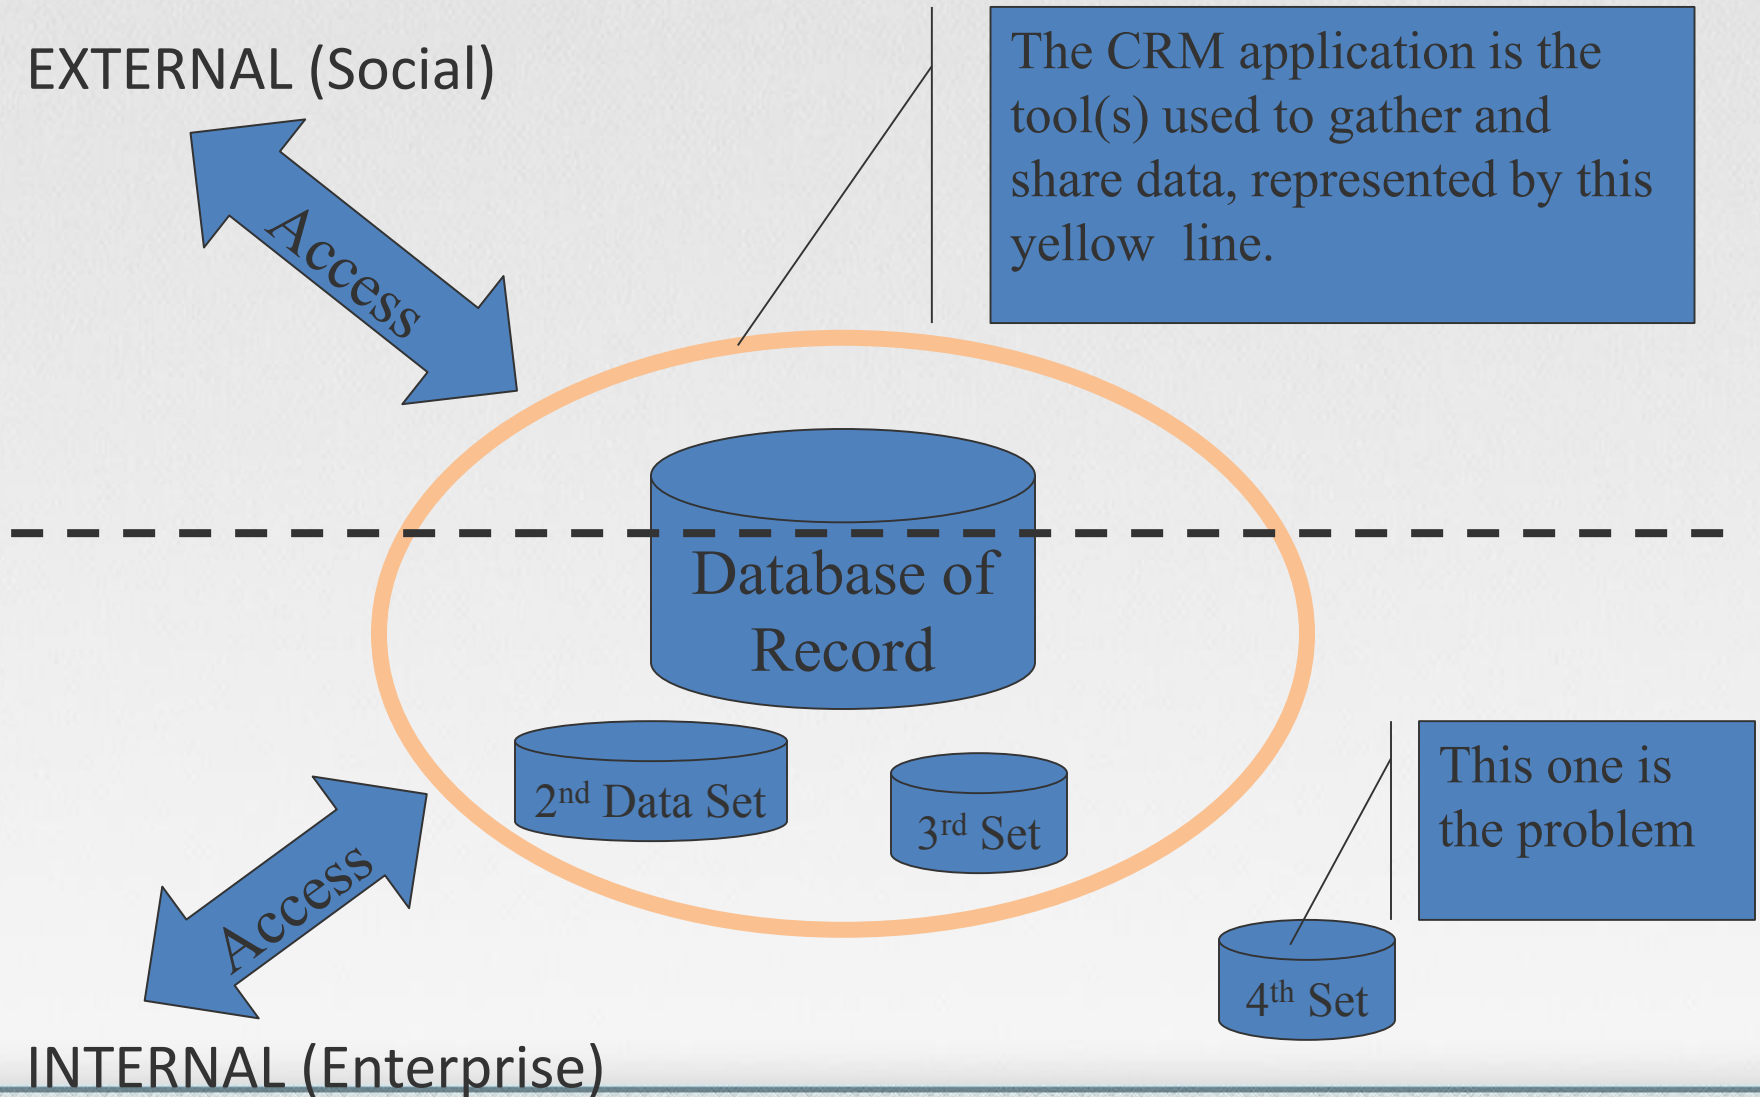 EXTERNAL (Social)
The CRM application is the
tool(s) used to gather and
share data, represented by this
yellow line.
Access
Database of
Record
2nd Data Set
3rd Set
This one is
the problem
Access
4th Set
INTERNAL (Enterprise)